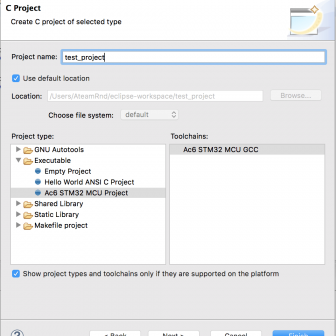 C Project
Create C project of selected type
Project name: test_project
Use default location
Location: /Users/AteamRnd/eclipse-workspace/test_project Browse...
Choose file system: default
Project type: Toolchains:
GNU Autotools Ac6 STM32 MCU GCC
Executable
Empty Project
Hello World ANSI C Project
Ac6 STM32 MCU Project
Shared Library
Static Library
Makefile project
Show project types and toolchains only if they are supported on the platform
? < Back Next > Cancel Finish